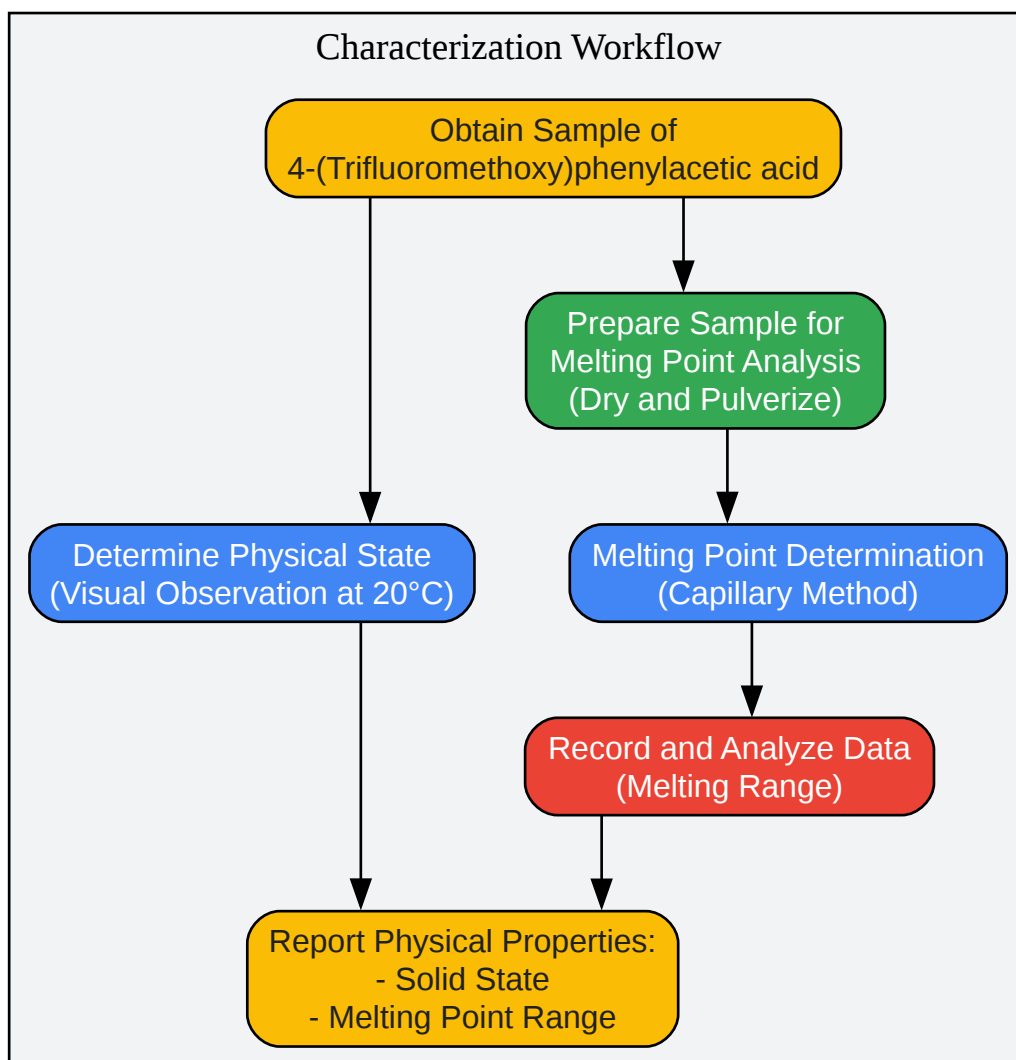 Characterization Workflow
Obtain Sample of
4-(Trifluoromethoxy)phenylacetic acid
Prepare Sample for
Melting Point Analysis
(Dry and Pulverize)
Determine Physical State
(Visual Observation at 20°C)
Melting Point Determination
(Capillary Method)
Record and Analyze Data
(Melting Range)
Report Physical Properties:
- Solid State
- Melting Point Range